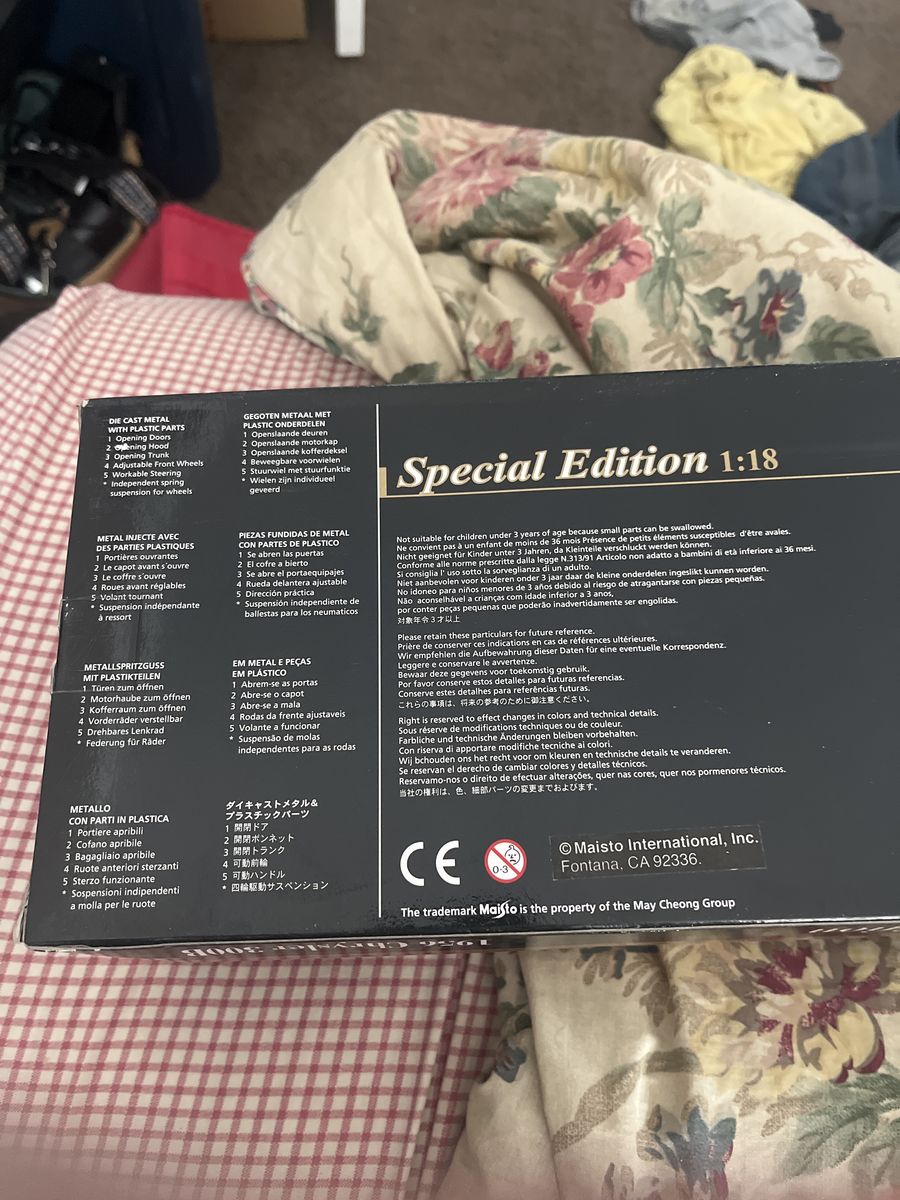 DIE CAST METAL
WITH PLASTIC PARTS
1 Opening Doors
2 Opening Hood
3 Opening Trunk
4 Adjustable Front Wheels
5 Workable Steering
* Independent spring
suspension for wheels
GEGOTEN METAAL MET
PLASTIC ONDERDELEN
1 Openslaande deuren
2 Openslaande motorkap
3 Openslaande kofferdeksel
4 Beweegbare voorwielen
5 Stuurwiel met stuurfunktie
* Wielen zijn individueel
geveerd
METAL INJECTE AVEC
DES PARTIES PLASTIQUES
1 Portières ouvrantes
2 Le capot avant s'ouvre
3 Le coffre s'ouvre
4 Roues avant réglables
5 Volant tournant
* Suspension indépendante
à ressort
PIEZAS FUNDIDAS DE METAL
CON PARTES DE PLASTICO
1 Se abren las puertas
2 El cofre a bierto
3 Se abre el portaequipajes
4 Rueda delantera ajustable
5 Dirección práctica
* Suspensión independiente de
ballestas para los neumaticos
METALLSPRITZGUSS
MIT PLASTIKTEILEN
1 Türen zum öffnen
2 Motorhaube zum öffnen
3 Kofferraum zum öffnen
4 Vorderräder verstellbar
5 Drehbares Lenkrad
* Federung für Räder
EM METAL E PEÇAS
EM PLÁSTICO
1 Abrem-se as portas
2 Abre-se o capot
3 Abre-se a mala
4 Rodas da frente ajustaveis
5 Volante a funcionar
* Suspensão de molas
independentes para as rodas
METALLO
CON PARTI IN PLASTICA
1 Portiere apribili
2 Cofano apribile
3 Bagagliaio apribile
4 Ruote anteriori sterzanti
5 Sterzo funzionante
* Sospensioni indipendenti
a molla per le ruote
ダイキャストメタル&
プラスチックパーツ
1 開閉ドア
2 開閉ボンネット
3 開閉トランク
4 可動前輪
5 可動ハンドル
* 四輪駆動サスペンション
Special Edition 1:18
Not suitable for children under 3 years of age because small parts can be swallowed.
Ne convient pas à un enfant de moins de 36 mois Présence de petits éléments susceptibles d'être avales.
Nicht geeignet für Kinder unter 3 Jahren, da Kleinteile verschluckt werden können.
Conforme alle norme prescritte dalla legge N.313/91 Articolo non adatto a bambini di età inferiore ai 36 mesi.
Si consiglia l' uso sotto la sorveglianza di un adulto.
Niet aanbevolen voor kinderen onder 3 jaar daar de kleine onderdelen ingeslikt kunnen worden.
No idoneo para niños menores de 3 años debido al riesgo de atragantarse con piezas pequeñas.
Não aconselhável a crianças com idade inferior a 3 anos,
por conter peças pequenas que poderão inadvertidamente ser engolidas.
対象年令3才以上
Please retain these particulars for future reference.
Prière de conserver ces indications en cas de références ultérieures.
Wir empfehlen die Aufbewahrung dieser Daten für eine eventuelle Korrespondenz.
Leggere e conservare le avvertenze.
Bewaar deze gegevens voor toekomstig gebruik.
Por favor conserve estos detalles para futuras referencias.
Conserve estes detalhes para referências futuras.
これらの事項は、将来の参考のために御注意ください。
Right is reserved to effect changes in colors and technical details.
Sous réserve de modifications techniques ou de couleur.
Farbliche und technische Änderungen bleiben vorbehalten.
Con riserva di apportare modifiche tecniche ai colori.
Wij bchouden ons het recht voor om kleuren en technische details te veranderen.
Se reservan el derecho de cambiar colores y detalles técnicos.
Reservamo-nos o direito de efectuar alterações, quer nas cores, quer nos pormenores técnicos.
当社の権利は、色、細部パーツの変更までおよびます。
CE
0-3
© Maisto International, Inc.
Fontana, CA 92336.
The trademark Maisto is the property of the May Cheong Group
1956 Chrysler 300B